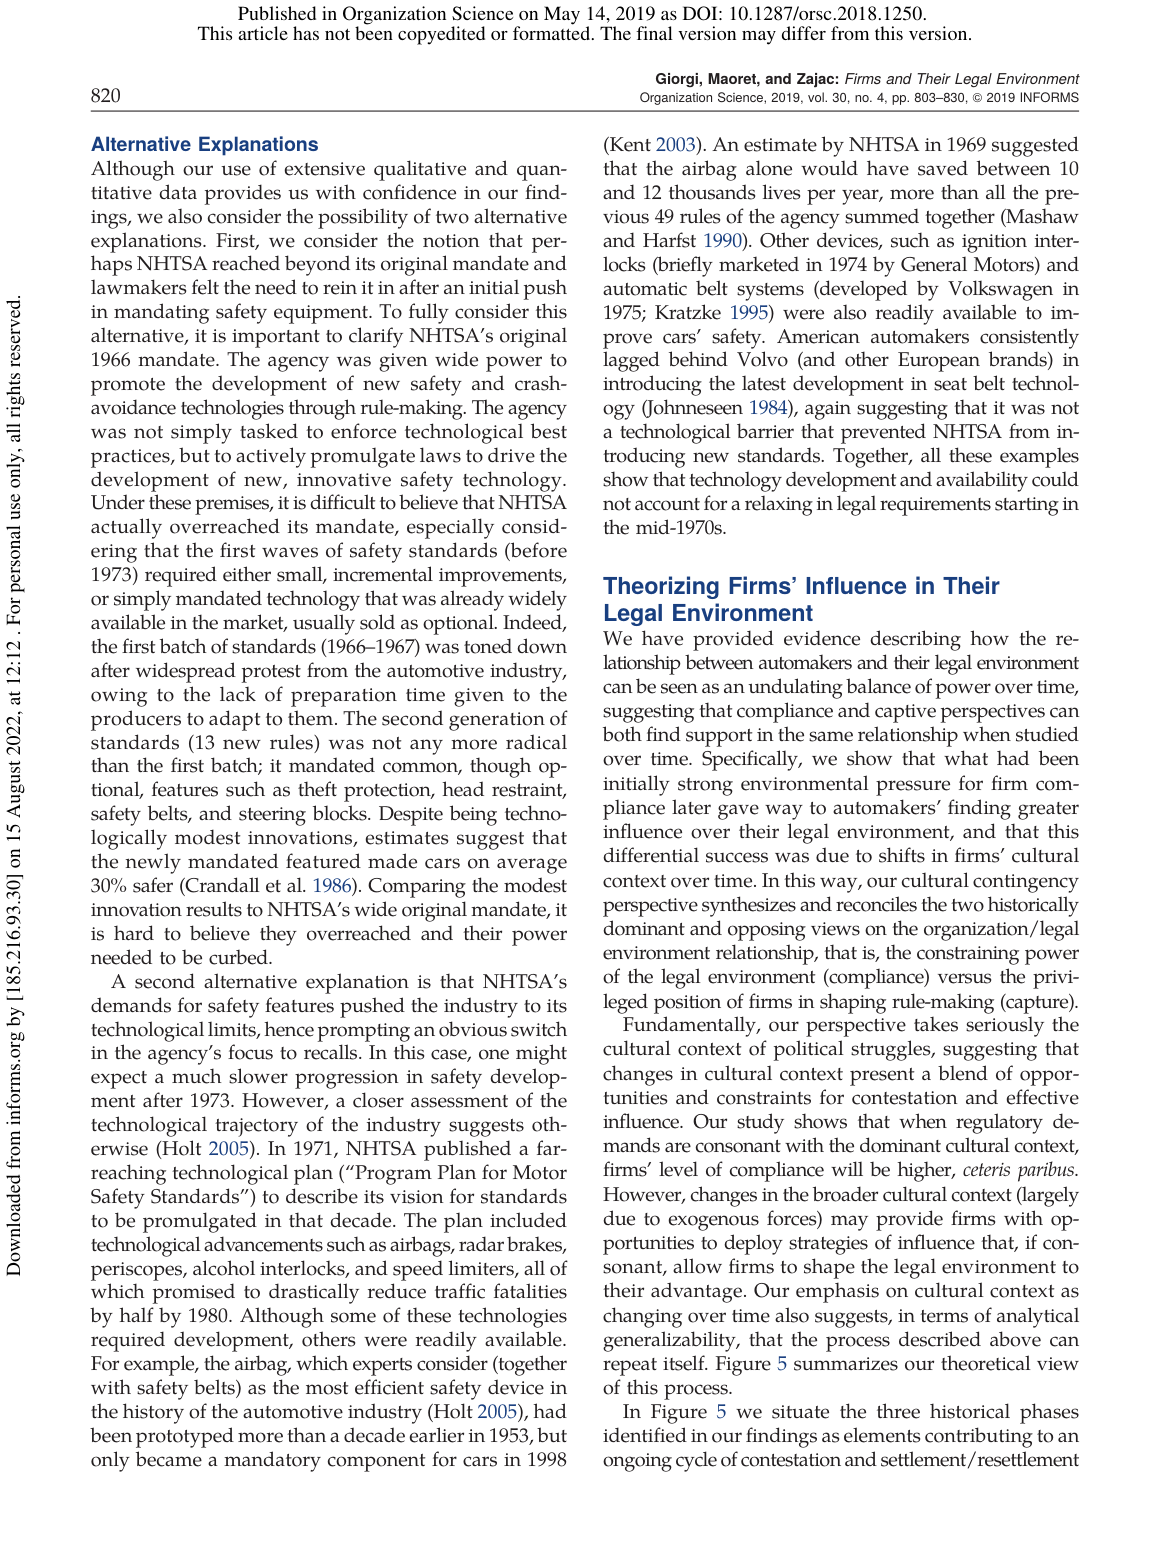 Published in Organization Science on May 14, 2019 as DOI: 10.1287/orsc.2018.1250.
This article has not been copyedited or formatted. The final version may differ from this version.
Giorgi, Maoret, and Zajac: Firms and Their Legal Environment
820
Organization Science, 2019, vol. 30, no. 4, pp. 803–830, © 2019 INFORMS
Downloaded from informs.org by [185.216.93.30] on 15 August 2022, at 12:12 . For personal use only, all rights reserved.
Alternative Explanations
Although our use of extensive qualitative and quan-
titative data provides us with confidence in our find-
ings, we also consider the possibility of two alternative
explanations. First, we consider the notion that per-
haps NHTSA reached beyond its original mandate and
lawmakers felt the need to rein it in after an initial push
in mandating safety equipment. To fully consider this
alternative, it is important to clarify NHTSA's original
1966 mandate. The agency was given wide power to
promote the development of new safety and crash-
avoidance technologies through rule-making. The agency
was not simply tasked to enforce technological best
practices, but to actively promulgate laws to drive the
development of new, innovative safety technology.
Under these premises, it is difficult to believe that NHTSA
actually overreached its mandate, especially consid-
ering that the first waves of safety standards (before
1973) required either small, incremental improvements,
or simply mandated technology that was already widely
available in the market, usually sold as optional. Indeed,
the first batch of standards (1966–1967) was toned down
after widespread protest from the automotive industry,
owing to the lack of preparation time given to the
producers to adapt to them. The second generation of
standards (13 new rules) was not any more radical
than the first batch; it mandated common, though op-
tional, features such as theft protection, head restraint,
safety belts, and steering blocks. Despite being techno-
logically modest innovations, estimates suggest that
the newly mandated featured made cars on average
30% safer (Crandall et al. 1986). Comparing the modest
innovation results to NHTSA's wide original mandate, it
is hard to believe they overreached and their power
needed to be curbed.
A second alternative explanation is that NHTSA's
demands for safety features pushed the industry to its
technological limits, hence prompting an obvious switch
in the agency's focus to recalls. In this case, one might
expect a much slower progression in safety develop-
ment after 1973. However, a closer assessment of the
technological trajectory of the industry suggests oth-
erwise (Holt 2005). In 1971, NHTSA published a far-
reaching technological plan (“Program Plan for Motor
Safety Standards”) to describe its vision for standards
to be promulgated in that decade. The plan included
technological advancements such as airbags, radar brakes,
periscopes, alcohol interlocks, and speed limiters, all of
which promised to drastically reduce traffic fatalities
by half by 1980. Although some of these technologies
required development, others were readily available.
For example, the airbag, which experts consider (together
with safety belts) as the most efficient safety device in
the history of the automotive industry (Holt 2005), had
been prototyped more than a decade earlier in 1953, but
only became a mandatory component for cars in 1998
(Kent 2003). An estimate by NHTSA in 1969 suggested
that the airbag alone would have saved between 10
and 12 thousands lives per year, more than all the pre-
vious 49 rules of the agency summed together (Mashaw
and Harfst 1990). Other devices, such as ignition inter-
locks (briefly marketed in 1974 by General Motors) and
automatic belt systems (developed by Volkswagen in
1975; Kratzke 1995) were also readily available to im-
prove cars' safety. American automakers consistently
lagged behind Volvo (and other European brands) in
introducing the latest development in seat belt technol-
ogy (Johnneseen 1984), again suggesting that it was not
a technological barrier that prevented NHTSA from in-
troducing new standards. Together, all these examples
show that technology development and availability could
not account for a relaxing in legal requirements starting in
the mid-1970s.
Theorizing Firms' Influence in Their
Legal Environment
We have provided evidence describing how the re-
lationship between automakers and their legal environment
can be seen as an undulating balance of power over time,
suggesting that compliance and captive perspectives can
both find support in the same relationship when studied
over time. Specifically, we show that what had been
initially strong environmental pressure for firm com-
pliance later gave way to automakers' finding greater
influence over their legal environment, and that this
differential success was due to shifts in firms' cultural
context over time. In this way, our cultural contingency
perspective synthesizes and reconciles the two historically
dominant and opposing views on the organization/legal
environment relationship, that is, the constraining power
of the legal environment (compliance) versus the privi-
leged position of firms in shaping rule-making (capture).
Fundamentally, our perspective takes seriously the
cultural context of political struggles, suggesting that
changes in cultural context present a blend of oppor-
tunities and constraints for contestation and effective
influence. Our study shows that when regulatory de-
mands are consonant with the dominant cultural context,
firms' level of compliance will be higher, ceteris paribus.
However, changes in the broader cultural context (largely
due to exogenous forces) may provide firms with op-
portunities to deploy strategies of influence that, if con-
sonant, allow firms to shape the legal environment to
their advantage. Our emphasis on cultural context as
changing over time also suggests, in terms of analytical
generalizability, that the process described above can
repeat itself. Figure 5 summarizes our theoretical view
of this process.
In Figure 5 we situate the three historical phases
identified in our findings as elements contributing to an
ongoing cycle of contestation and settlement/resettlement